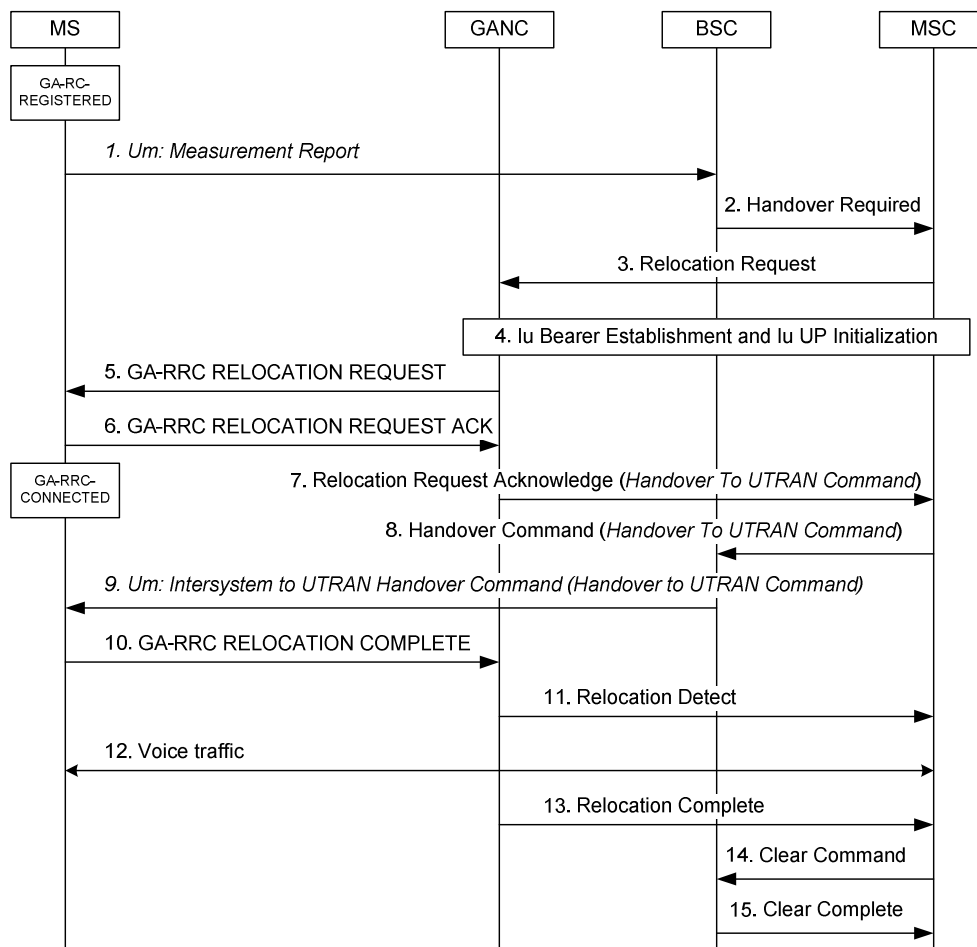 MS
GANC
BSC
MSC
GA-RC-
REGISTERED
1. Um: Measurement Report
2. Handover Required
3. Relocation Request
4. Iu Bearer Establishment and Iu UP Initialization
5. GA-RRC RELOCATION REQUEST
6. GA-RRC RELOCATION REQUEST ACK
GA-RRC-
CONNECTED
7. Relocation Request Acknowledge (Handover To UTRAN Command)
8. Handover Command (Handover To UTRAN Command)
9. Um: Intersystem to UTRAN Handover Command (Handover to UTRAN Command)
10. GA-RRC RELOCATION COMPLETE
11. Relocation Detect
12. Voice traffic
13. Relocation Complete
14. Clear Command
15. Clear Complete